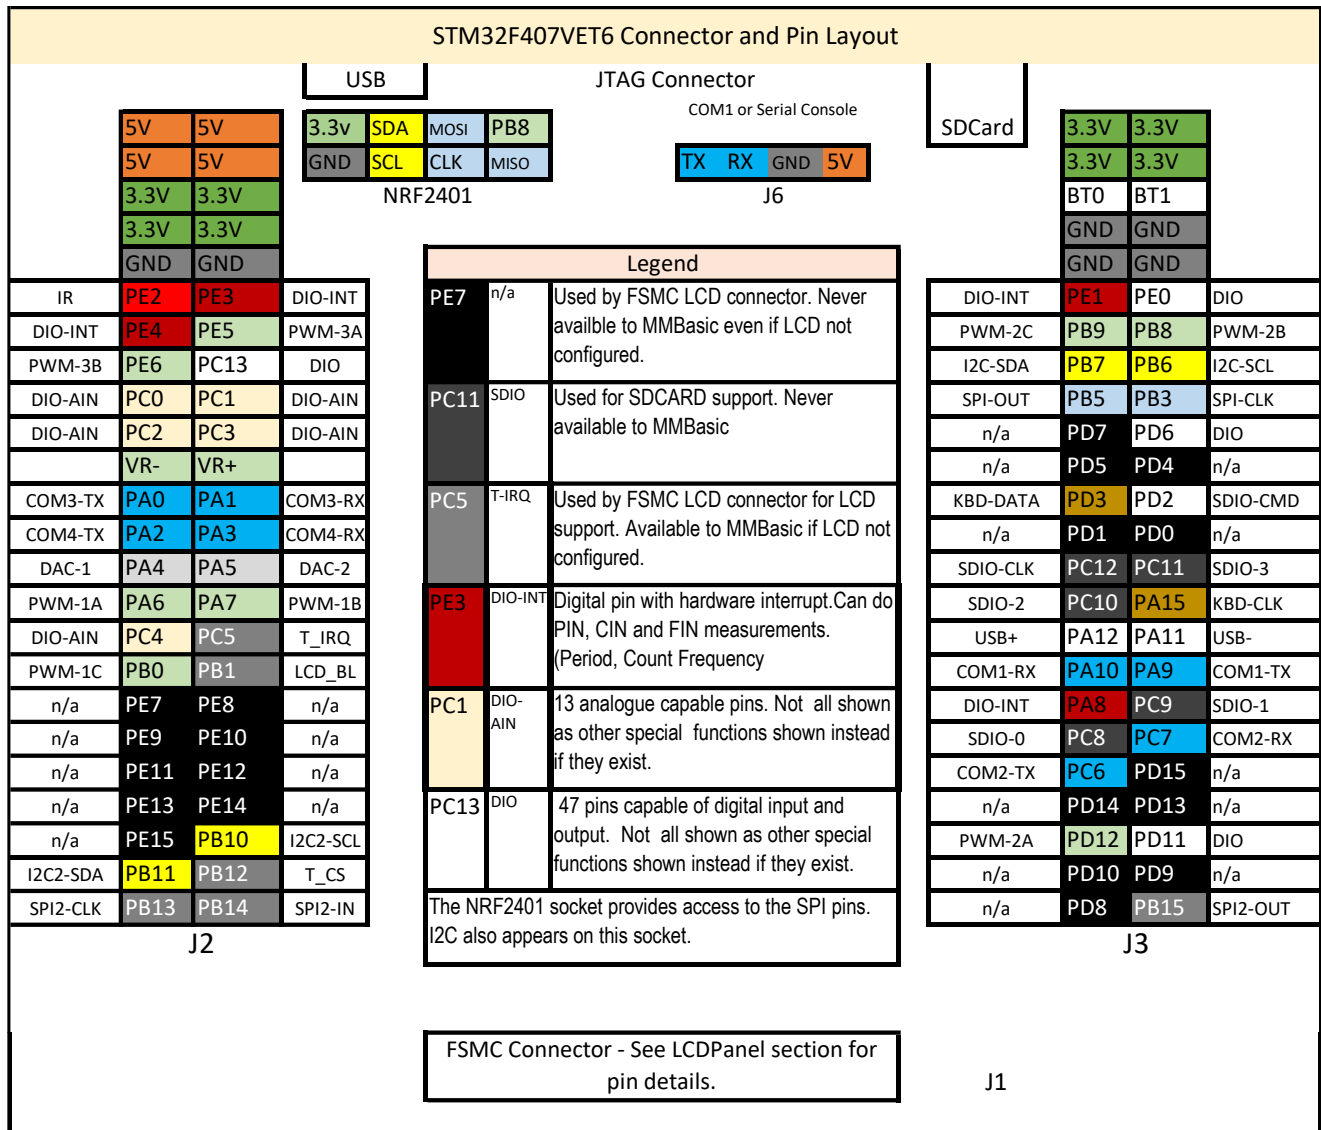 STM32F407VET6 Connector and Pin Layout
USB
JTAG Connector
COM1 or Serial Console
SDCard
5V 5V
5V 5V
3.3V 3.3V
3.3V 3.3V
GND GND
IR PE2 PE3 DIO-INT
DIO-INT PE4 PE5 PWM-3A
PWM-3B PE6 PC13 DIO
DIO-AIN PC0 PC1 DIO-AIN
DIO-AIN PC2 PC3 DIO-AIN
VR- VR+
COM3-TX PA0 PA1 COM3-RX
COM4-TX PA2 PA3 COM4-RX
DAC-1 PA4 PA5 DAC-2
PWM-1A PA6 PA7 PWM-1B
DIO-AIN PC4 PC5 T_IRQ
PWM-1C PB0 PB1 LCD_BL
n/a PE7 PE8 n/a
n/a PE9 PE10 n/a
n/a PE11 PE12 n/a
n/a PE13 PE14 n/a
n/a PE15 PB10 I2C2-SCL
I2C2-SDA PB11 PB12 T_CS
SPI2-CLK PB13 PB14 SPI2-IN
J2
3.3v SDA MOSI PB8
GND SCL CLK MISO
NRF2401
TX RX GND 5V
J6
Legend
PE7 n/a Used by FSMC LCD connector. Never
availble to MMBasic even if LCD not
configured.
PC11 SDIO Used for SDCARD support. Never
available to MMBasic
PC5 T-IRQ Used by FSMC LCD connector for LCD
support. Available to MMBasic if LCD not
configured.
PE3 DIO-INT Digital pin with hardware interrupt.Can do
PIN, CIN and FIN measurements.
(Period, Count Frequency
PC1 DIO- 13 analogue capable pins. Not all shown
AIN as other special functions shown instead
if they exist.
PC13 DIO 47 pins capable of digital input and
output. Not all shown as other special
functions shown instead if they exist.
The NRF2401 socket provides access to the SPI pins.
I2C also appears on this socket.
3.3V 3.3V
3.3V 3.3V
BT0 BT1
GND GND
GND GND
DIO-INT PE1 PE0 DIO
PWM-2C PB9 PB8 PWM-2B
I2C-SDA PB7 PB6 I2C-SCL
SPI-OUT PB5 PB3 SPI-CLK
n/a PD7 PD6 DIO
n/a PD5 PD4 n/a
KBD-DATA PD3 PD2 SDIO-CMD
n/a PD1 PD0 n/a
SDIO-CLK PC12 PC11 SDIO-3
SDIO-2 PC10 PA15 KBD-CLK
USB+ PA12 PA11 USB-
COM1-RX PA10 PA9 COM1-TX
DIO-INT PA8 PC9 SDIO-1
SDIO-0 PC8 PC7 COM2-RX
COM2-TX PC6 PD15 n/a
n/a PD14 PD13 n/a
PWM-2A PD12 PD11 DIO
n/a PD10 PD9 n/a
n/a PD8 PB15 SPI2-OUT
J3
FSMC Connector - See LCDPanel section for
pin details.
J1